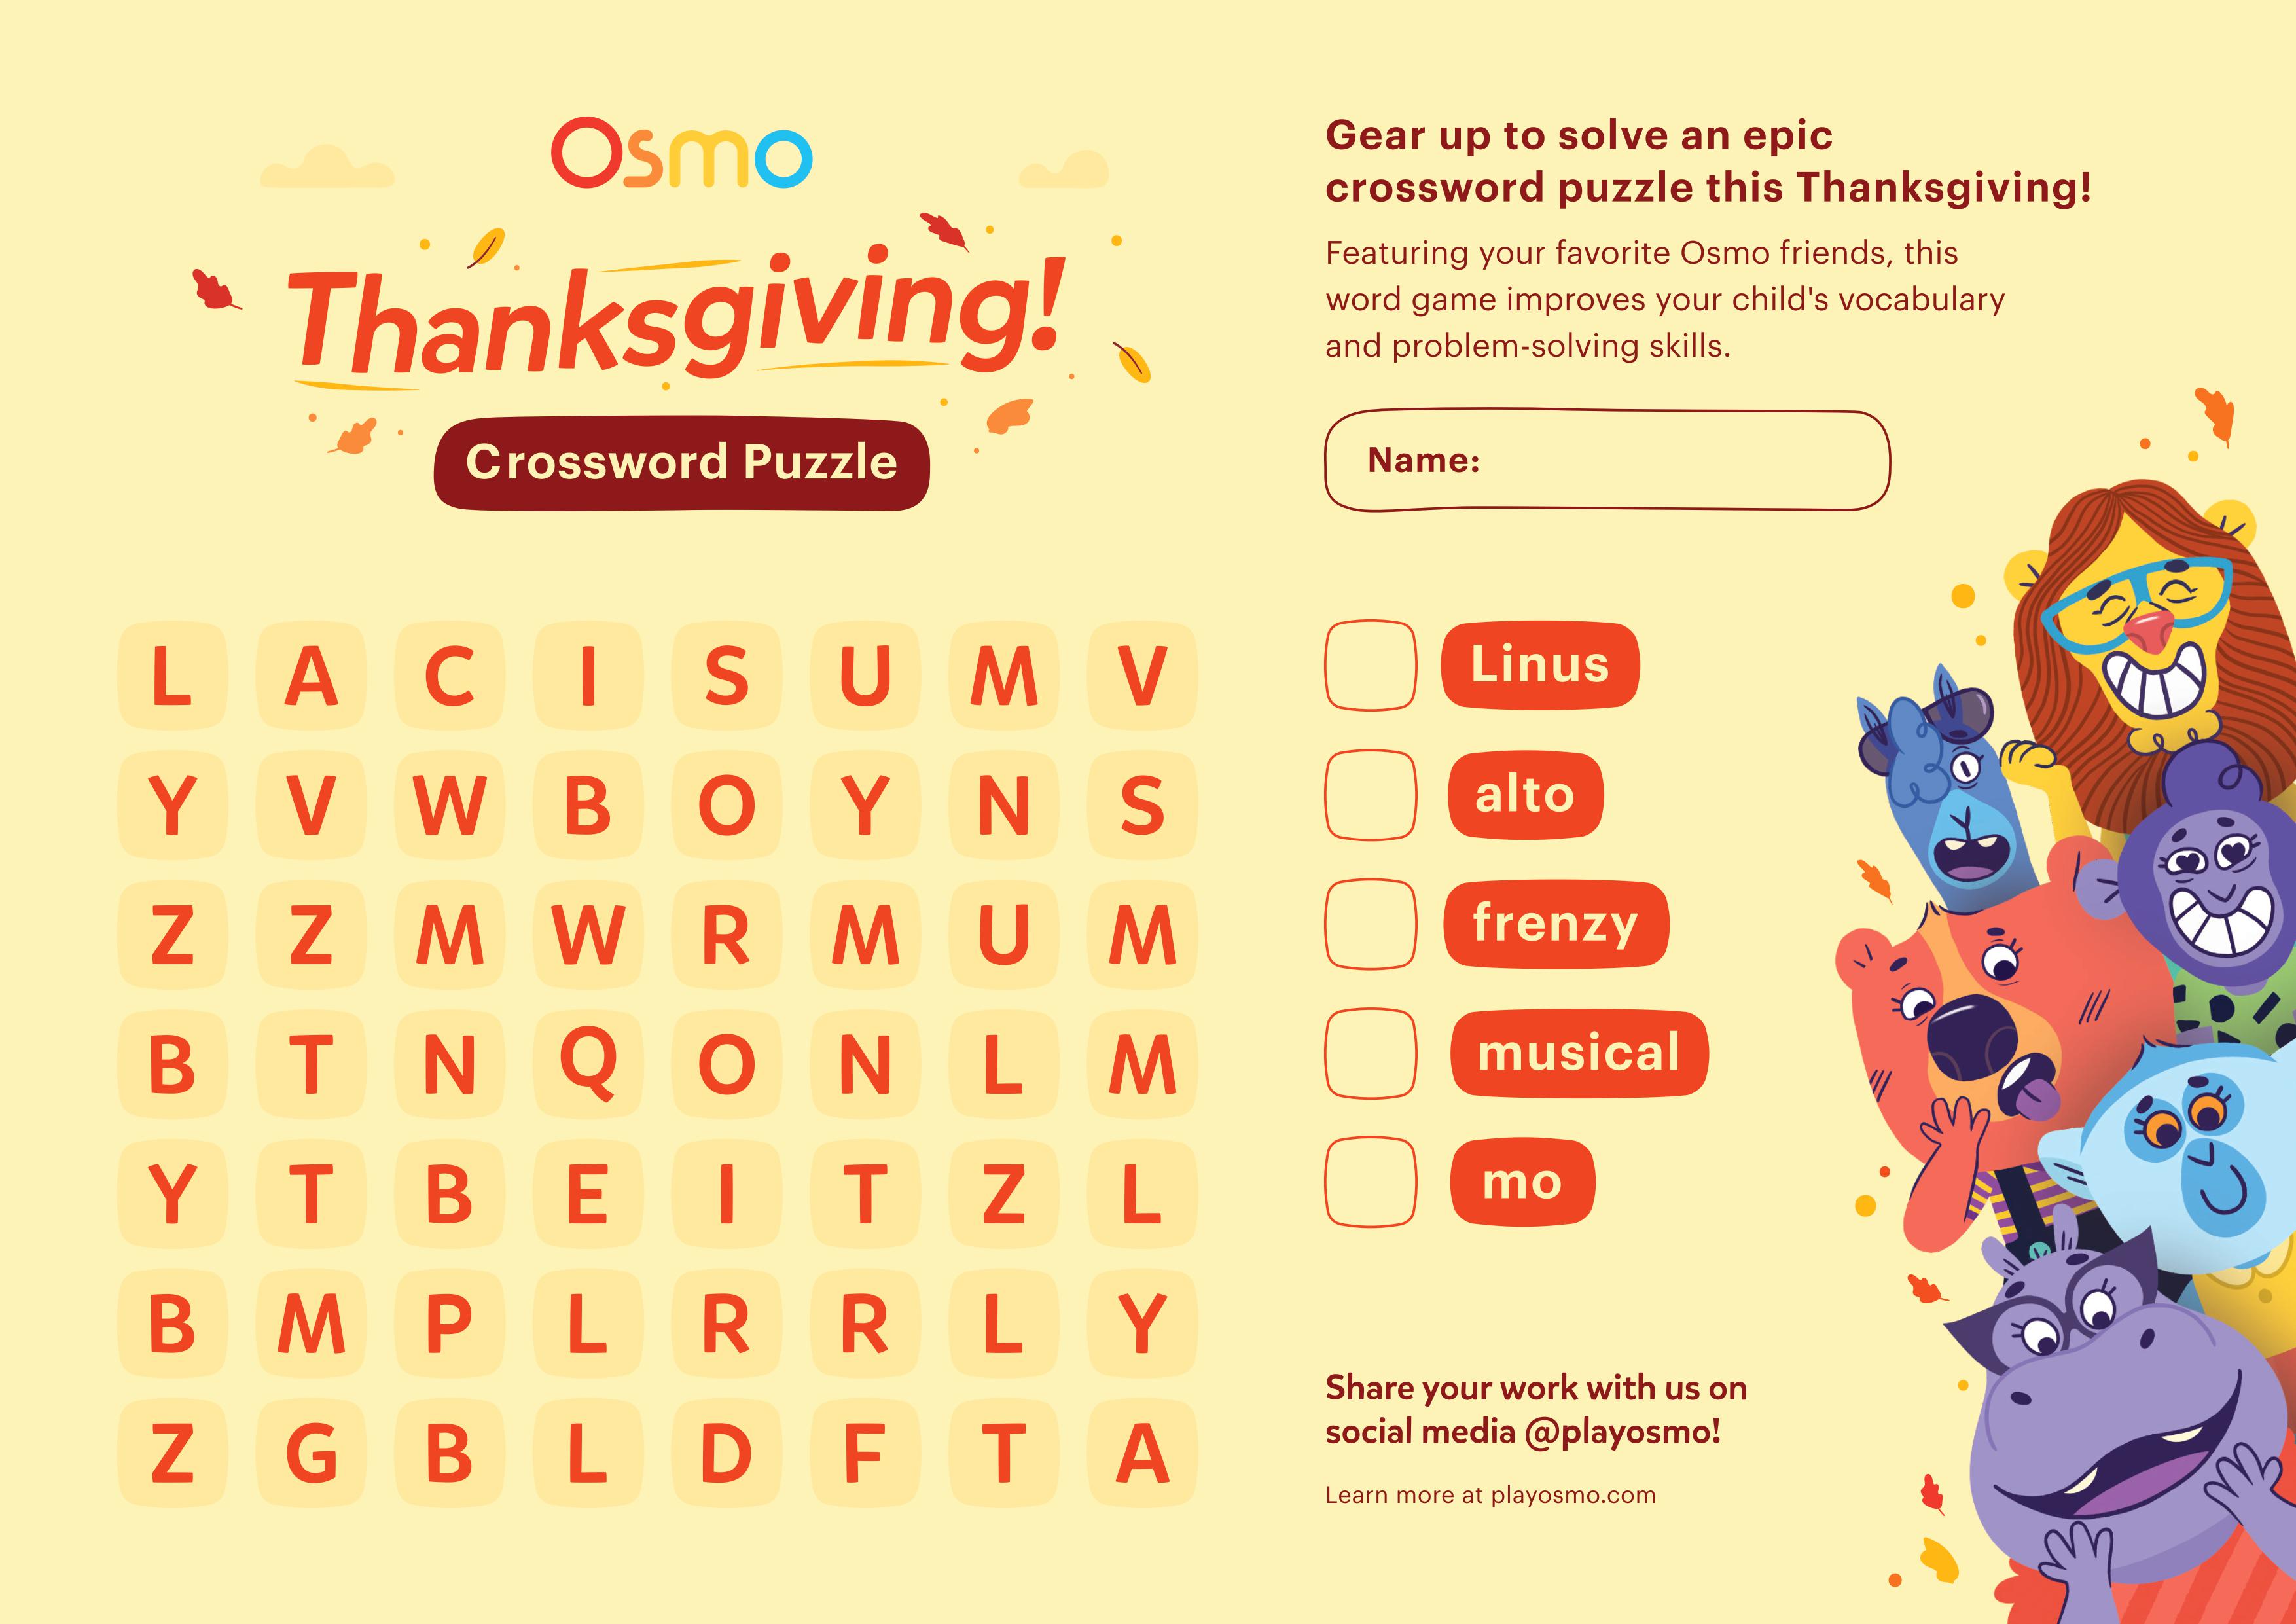 Osmo
Thanksgiving!
Crossword Puzzle
L A C I S U M V
Y V W B O Y N S
Z Z M W R M U M
B T N Q O N L M
Y T B E I T Z L
B M P L R R L Y
Z G B L D F T A
Gear up to solve an epic
crossword puzzle this Thanksgiving!
Featuring your favorite Osmo friends, this
word game improves your child's vocabulary
and problem-solving skills.
Name:
Linus
alto
frenzy
musical
mo
Share your work with us on
social media @playosmo!
Learn more at playosmo.com